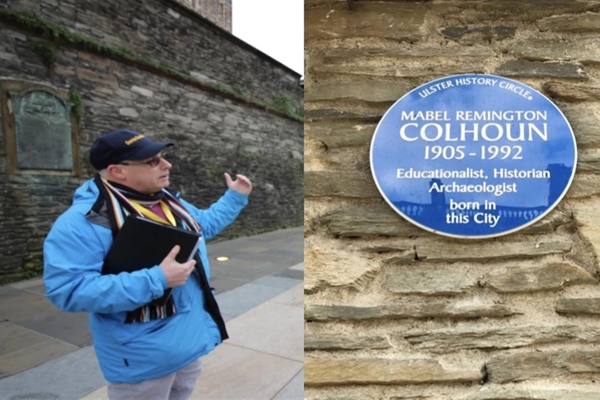 ULSTER HISTORY CIRCLE
MABEL REMINGTON
COLHOUN
1905 - 1992
Educationalist, Historian
Archaeologist
born in
this City